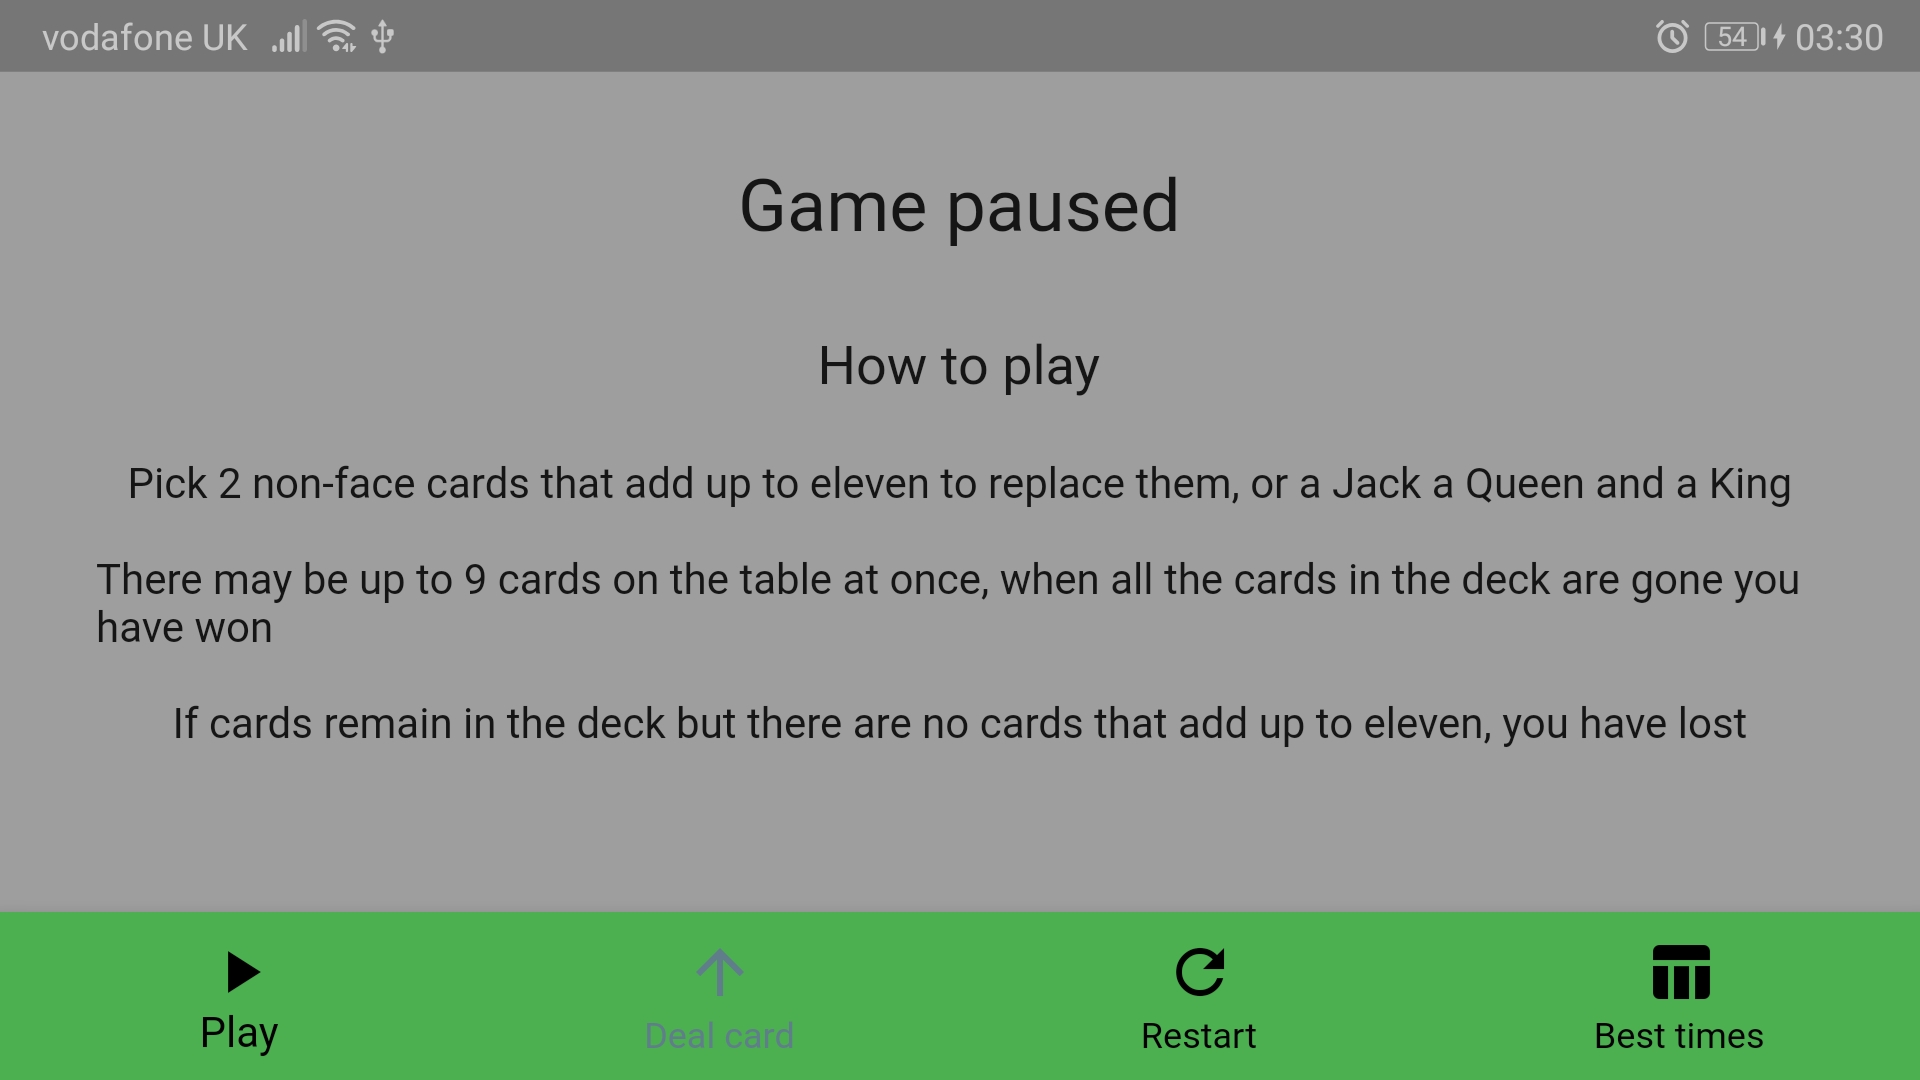 vodafone UK 54 03:30
Game paused
How to play
Pick 2 non-face cards that add up to eleven to replace them, or a Jack a Queen and a King
There may be up to 9 cards on the table at once, when all the cards in the deck are gone you
have won
If cards remain in the deck but there are no cards that add up to eleven, you have lost
Play Deal card Restart Best times